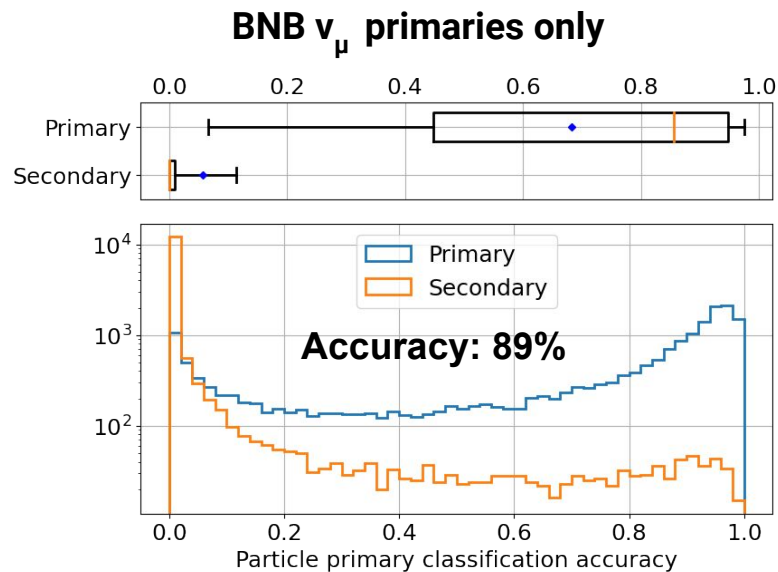 BNB νμ primaries only
0.0 0.2 0.4 0.6 0.8 1.0
Primary
Secondary
10⁴
10³
10²
Primary
Secondary
Accuracy: 89%
0.0 0.2 0.4 0.6 0.8 1.0
Particle primary classification accuracy